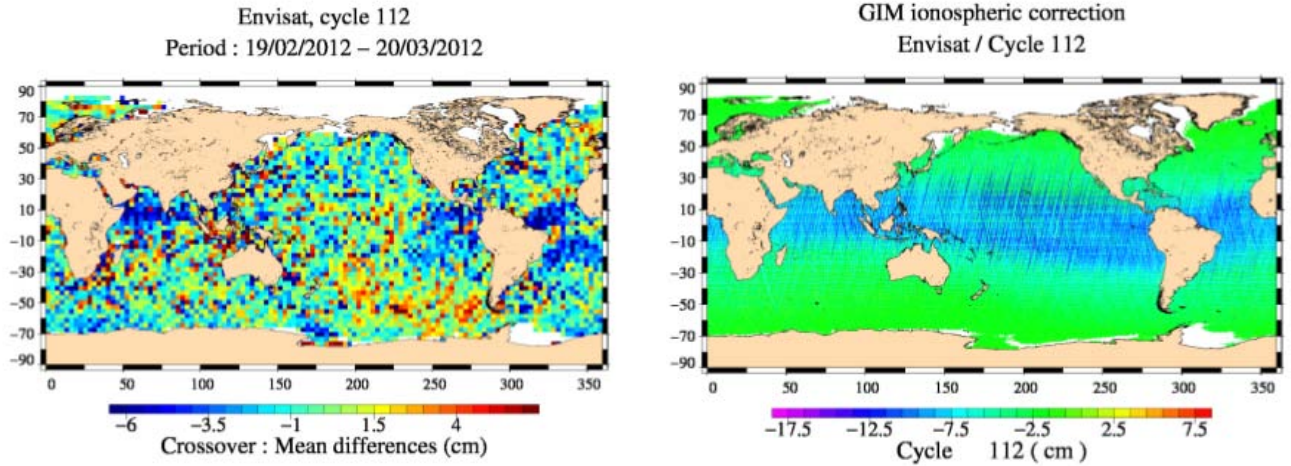 Envisat, cycle 112
Period : 19/02/2012 – 20/03/2012
90
70
50
30
10
−10
−30
−50
−70
−90
0 50 100 150 200 250 300 350
−6 −3.5 −1 1.5 4
Crossover : Mean differences (cm)
GIM ionospheric correction
Envisat / Cycle 112
90
70
50
30
10
−10
−30
−50
−70
−90
0 50 100 150 200 250 300 350
−17.5 −12.5 −7.5 −2.5 2.5 7.5
Cycle 112 ( cm )